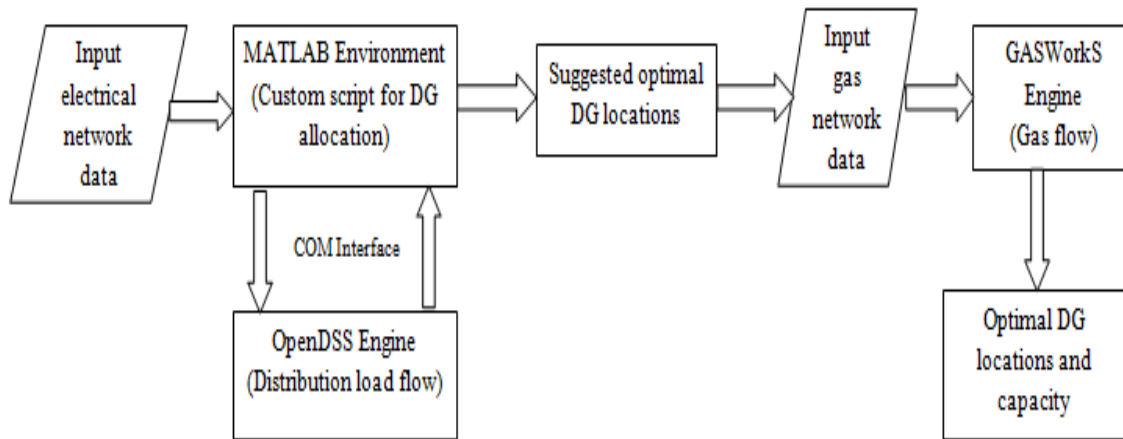 Input
electrical
network
data
MATLAB Environment
(Custom script for DG
allocation)
Suggested optimal
DG locations
Input
gas
network
data
GASWorkS
Engine
(Gas flow)
COM Interface
OpenDSS Engine
(Distribution load flow)
Optimal DG
locations and
capacity